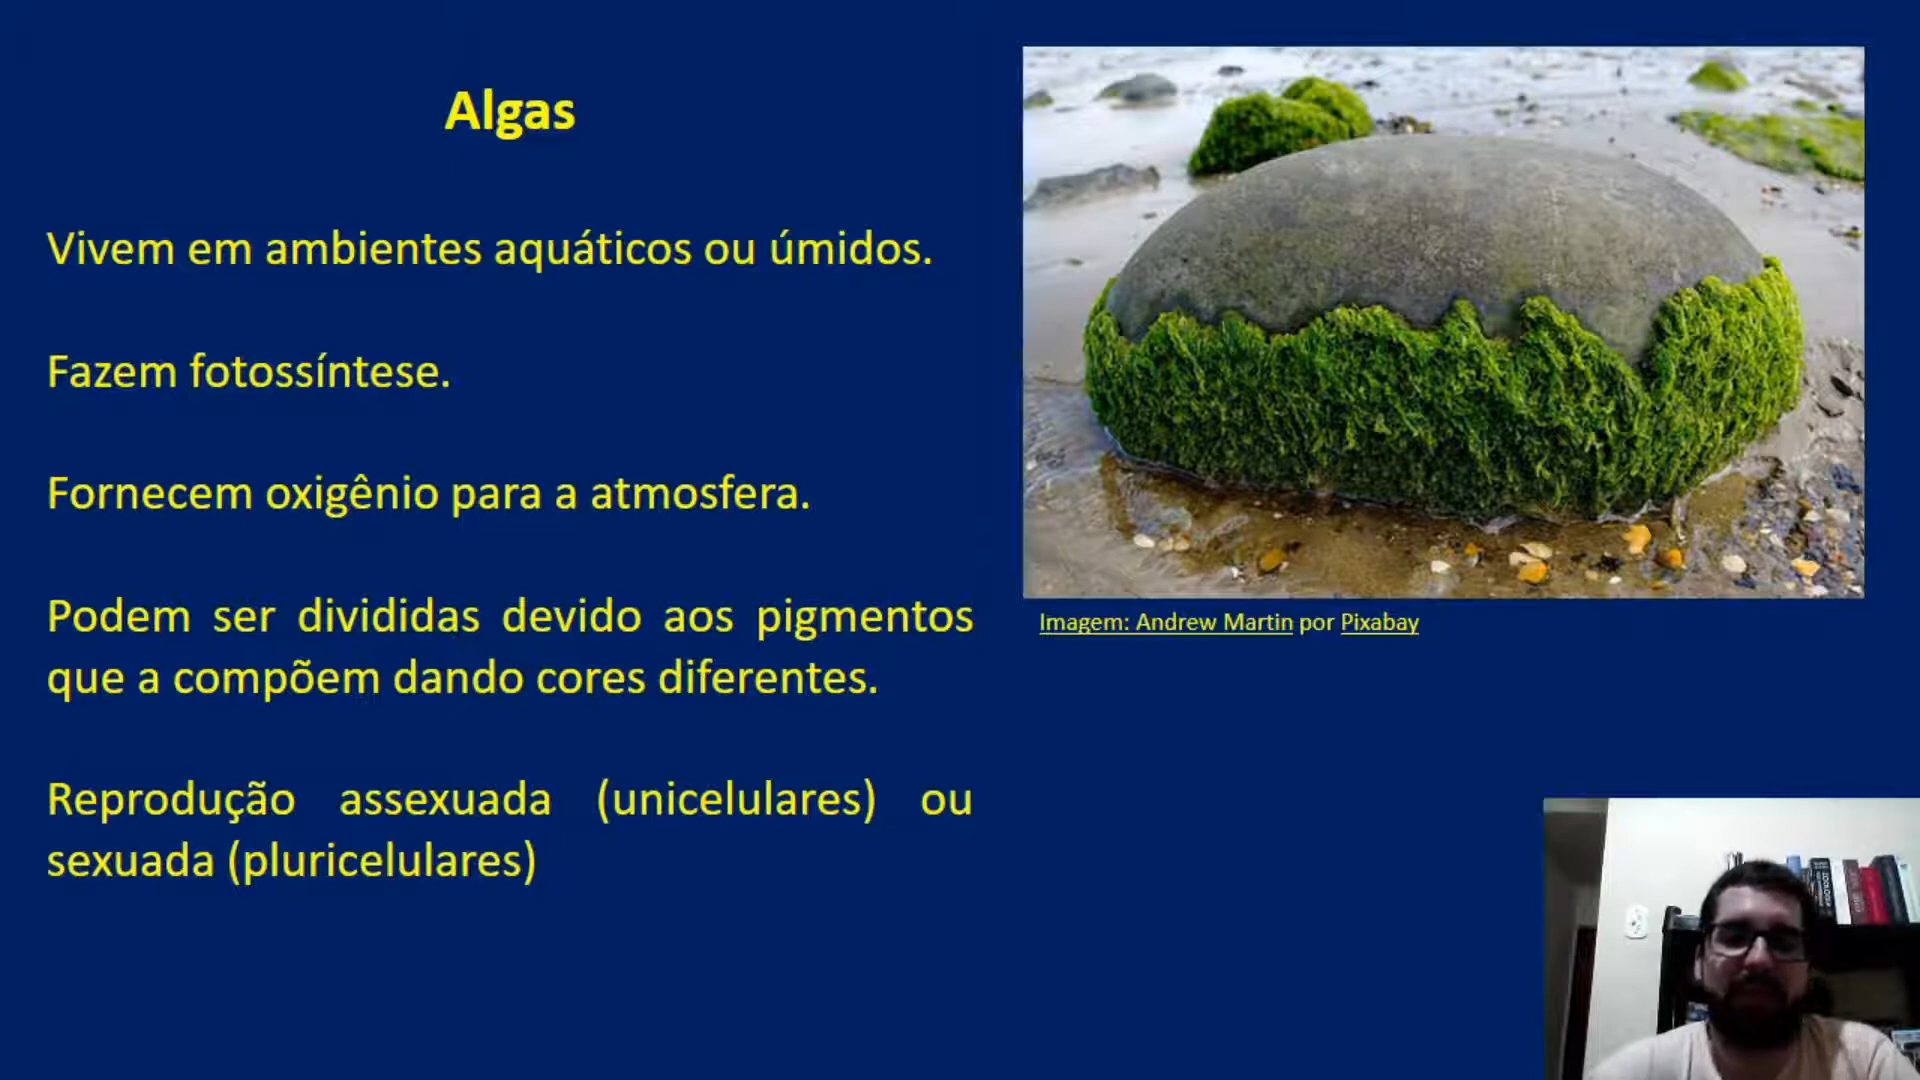 Algas
Vivem em ambientes aquáticos ou úmidos.
Fazem fotossíntese.
Fornecem oxigênio para a atmosfera.
Podem ser divididas devido aos pigmentos
que a compõem dando cores diferentes.
Reprodução assexuada (unicelulares) ou
sexuada (pluricelulares)
Imagem: Andrew Martin por Pixabay